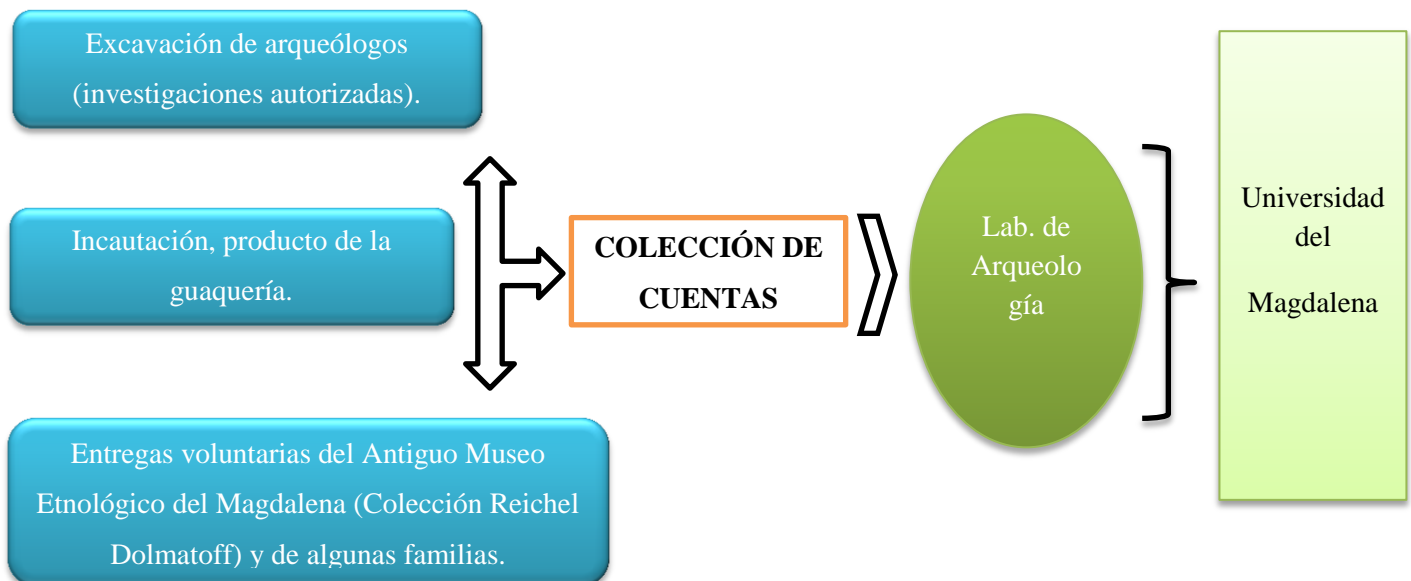 Excavación de arqueólogos
(investigaciones autorizadas).
Incautación, producto de la
guaquería.
Entregas voluntarias del Antiguo Museo
Etnológico del Magdalena (Colección Reichel
Dolmatoff) y de algunas familias.
COLECCIÓN DE
CUENTAS
Lab. de
Arqueolo
gía
Universidad
del
Magdalena